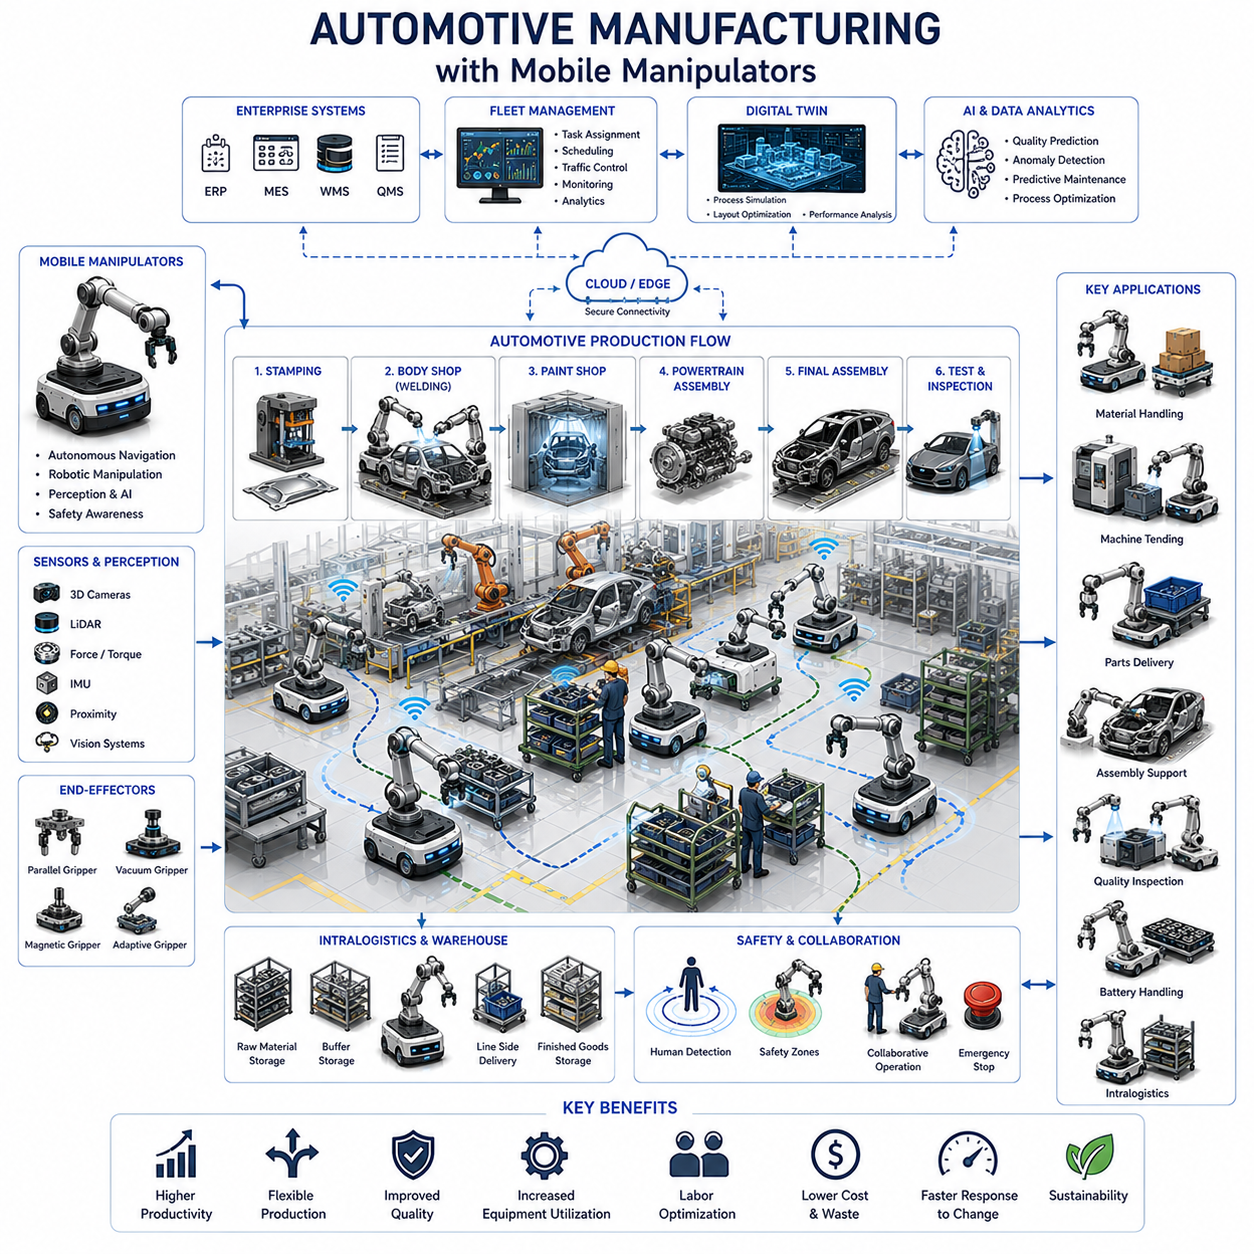 AUTOMOTIVE MANUFACTURING
with Mobile Manipulators
ENTERPRISE SYSTEMS
ERP
MES
WMS
QMS
FLEET MANAGEMENT
• Task Assignment
• Scheduling
• Traffic Control
• Monitoring
• Analytics
DIGITAL TWIN
• Process Simulation
• Layout Optimization
• Performance Analysis
AI & DATA ANALYTICS
• Quality Prediction
• Anomaly Detection
• Predictive Maintenance
• Process Optimization
CLOUD / EDGE
Secure Connectivity
MOBILE MANIPULATORS
• Autonomous Navigation
• Robotic Manipulation
• Perception & AI
• Safety Awareness
SENSORS & PERCEPTION
3D Cameras
LiDAR
Force / Torque
IMU
Proximity
Vision Systems
END-EFFECTORS
Parallel Gripper
Vacuum Gripper
Magnetic Gripper
Adaptive Gripper
AUTOMOTIVE PRODUCTION FLOW
1. STAMPING
2. BODY SHOP
(WELDING)
3. PAINT SHOP
4. POWERTRAIN
ASSEMBLY
5. FINAL ASSEMBLY
6. TEST &
INSPECTION
KEY APPLICATIONS
Material Handling
Machine Tending
Parts Delivery
Assembly Support
Quality Inspection
Battery Handling
Intralogistics
INTRALOGISTICS & WAREHOUSE
Raw Material
Storage
Buffer
Storage
Line Side
Delivery
Finished Goods
Storage
SAFETY & COLLABORATION
Human Detection
Safety Zones
Collaborative
Operation
Emergency
Stop
KEY BENEFITS
Higher
Productivity
Flexible
Production
Improved
Quality
Increased
Equipment Utilization
Labor
Optimization
Lower Cost
& Waste
Faster Response
to Change
Sustainability